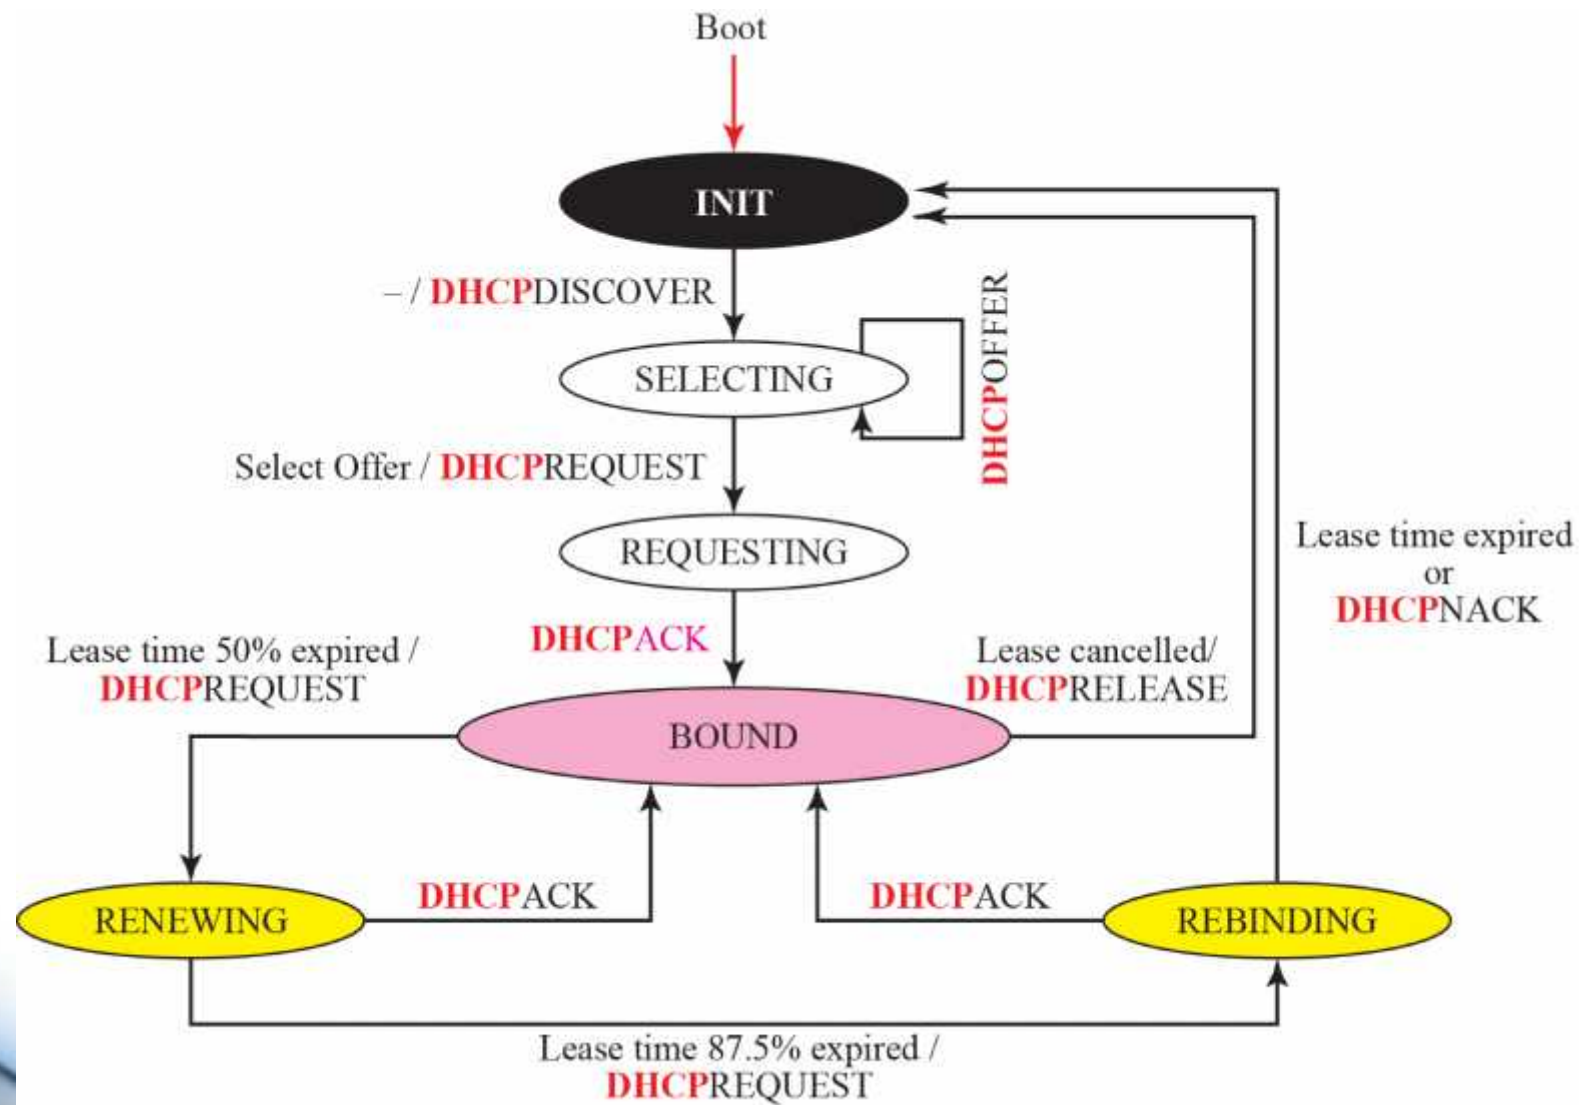 Boot
INIT
– / DHCPDISCOVER
DHCPOFFER
SELECTING
Select Offer / DHCPREQUEST
REQUESTING
Lease time expired
or
DHCPNACK
DHCPACK
Lease time 50% expired /
DHCPREQUEST
Lease cancelled/
DHCPRELEASE
BOUND
DHCPACK
DHCPACK
RENEWING
REBINDING
Lease time 87.5% expired /
DHCPREQUEST